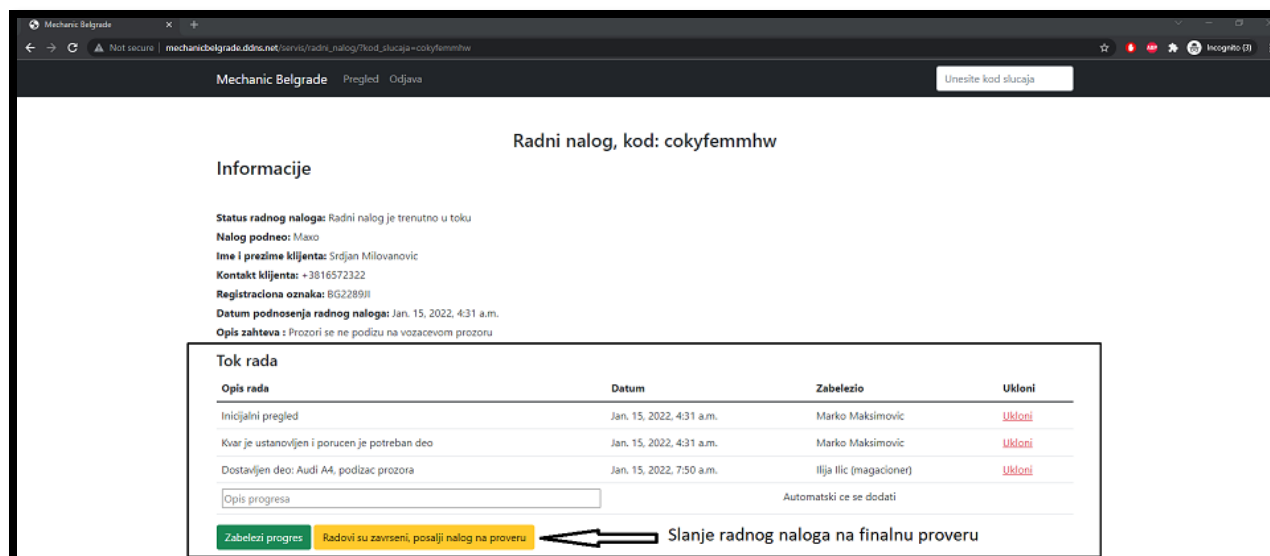 Mechanic Belgrade
Not secure | mechanicbelgrade.ddns.net/servis/radni_nalog/?kod_slucaja=cokyfemmhw
Incognito (3)
Mechanic Belgrade Pregled Odjava Unesite kod slucaja
Radni nalog, kod: cokyfemmhw
Informacije
Status radnog naloga: Radni nalog je trenutno u toku
Nalog podneo: Maxo
Ime i prezime klijenta: Srdjan Milovanovic
Kontakt klijenta: +3816572322
Registraciona oznaka: BG2289JI
Datum podnosenja radnog naloga: Jan. 15, 2022, 4:31 a.m.
Opis zahteva : Prozori se ne podizu na vozacevom prozoru
Tok rada
Opis rada Datum Zabelezio Ukloni
Inicijalni pregled Jan. 15, 2022, 4:31 a.m. Marko Maksimovic Ukloni
Kvar je ustanovljen i porucen je potreban deo Jan. 15, 2022, 4:31 a.m. Marko Maksimovic Ukloni
Dostavljen deo: Audi A4, podizac prozora Jan. 15, 2022, 7:50 a.m. Ilija Ilic (magacioner) Ukloni
Opis progresa Automatski ce se dodati
Zabelezi progres Radovi su zavrseni, posalji nalog na proveru Slanje radnog naloga na finalnu proveru